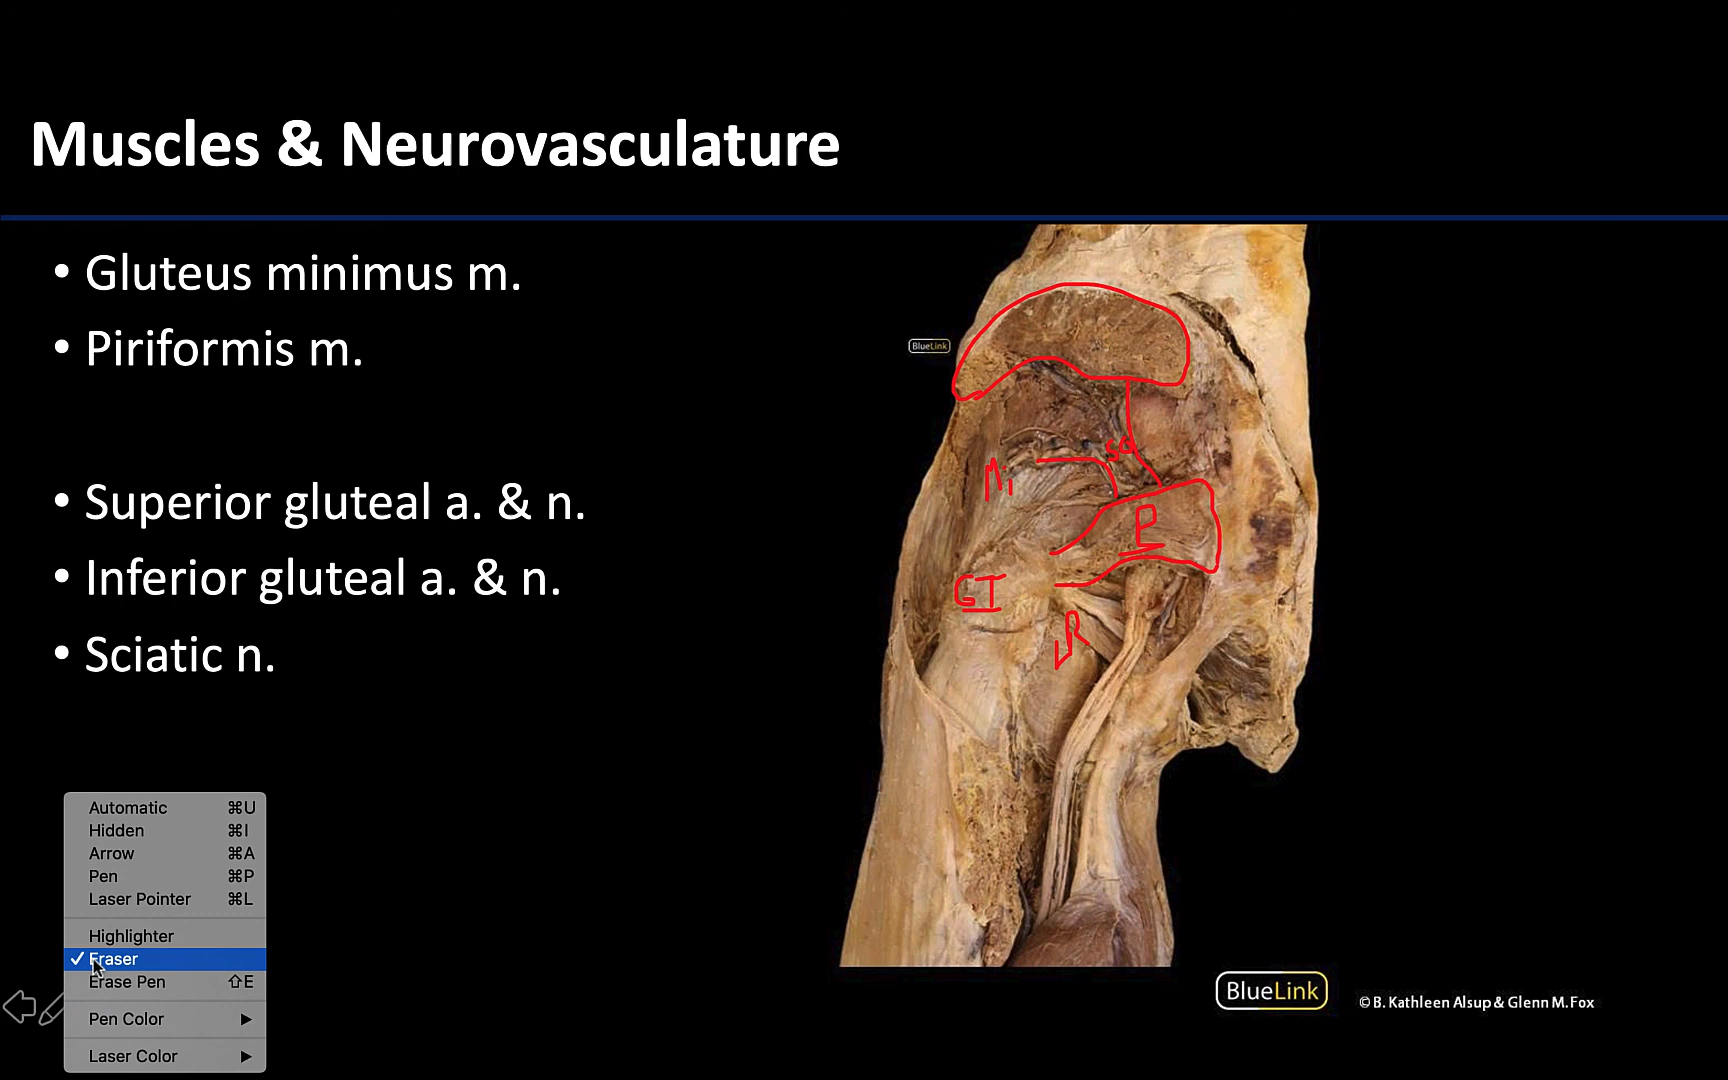 Muscles & Neurovasculature
• Gluteus minimus m.
• Piriformis m.
• Superior gluteal a. & n.
• Inferior gluteal a. & n.
• Sciatic n.
BlueLink
SG
Mi
P
GT
Automatic ⌘U
Hidden ⌘I
Arrow ⌘A
Pen ⌘P
Laser Pointer ⌘L
Highlighter
✓ Eraser
Erase Pen ⇧E
Pen Color ▶
Laser Color ▶
BlueLink
© B. Kathleen Alsup & Glenn M. Fox